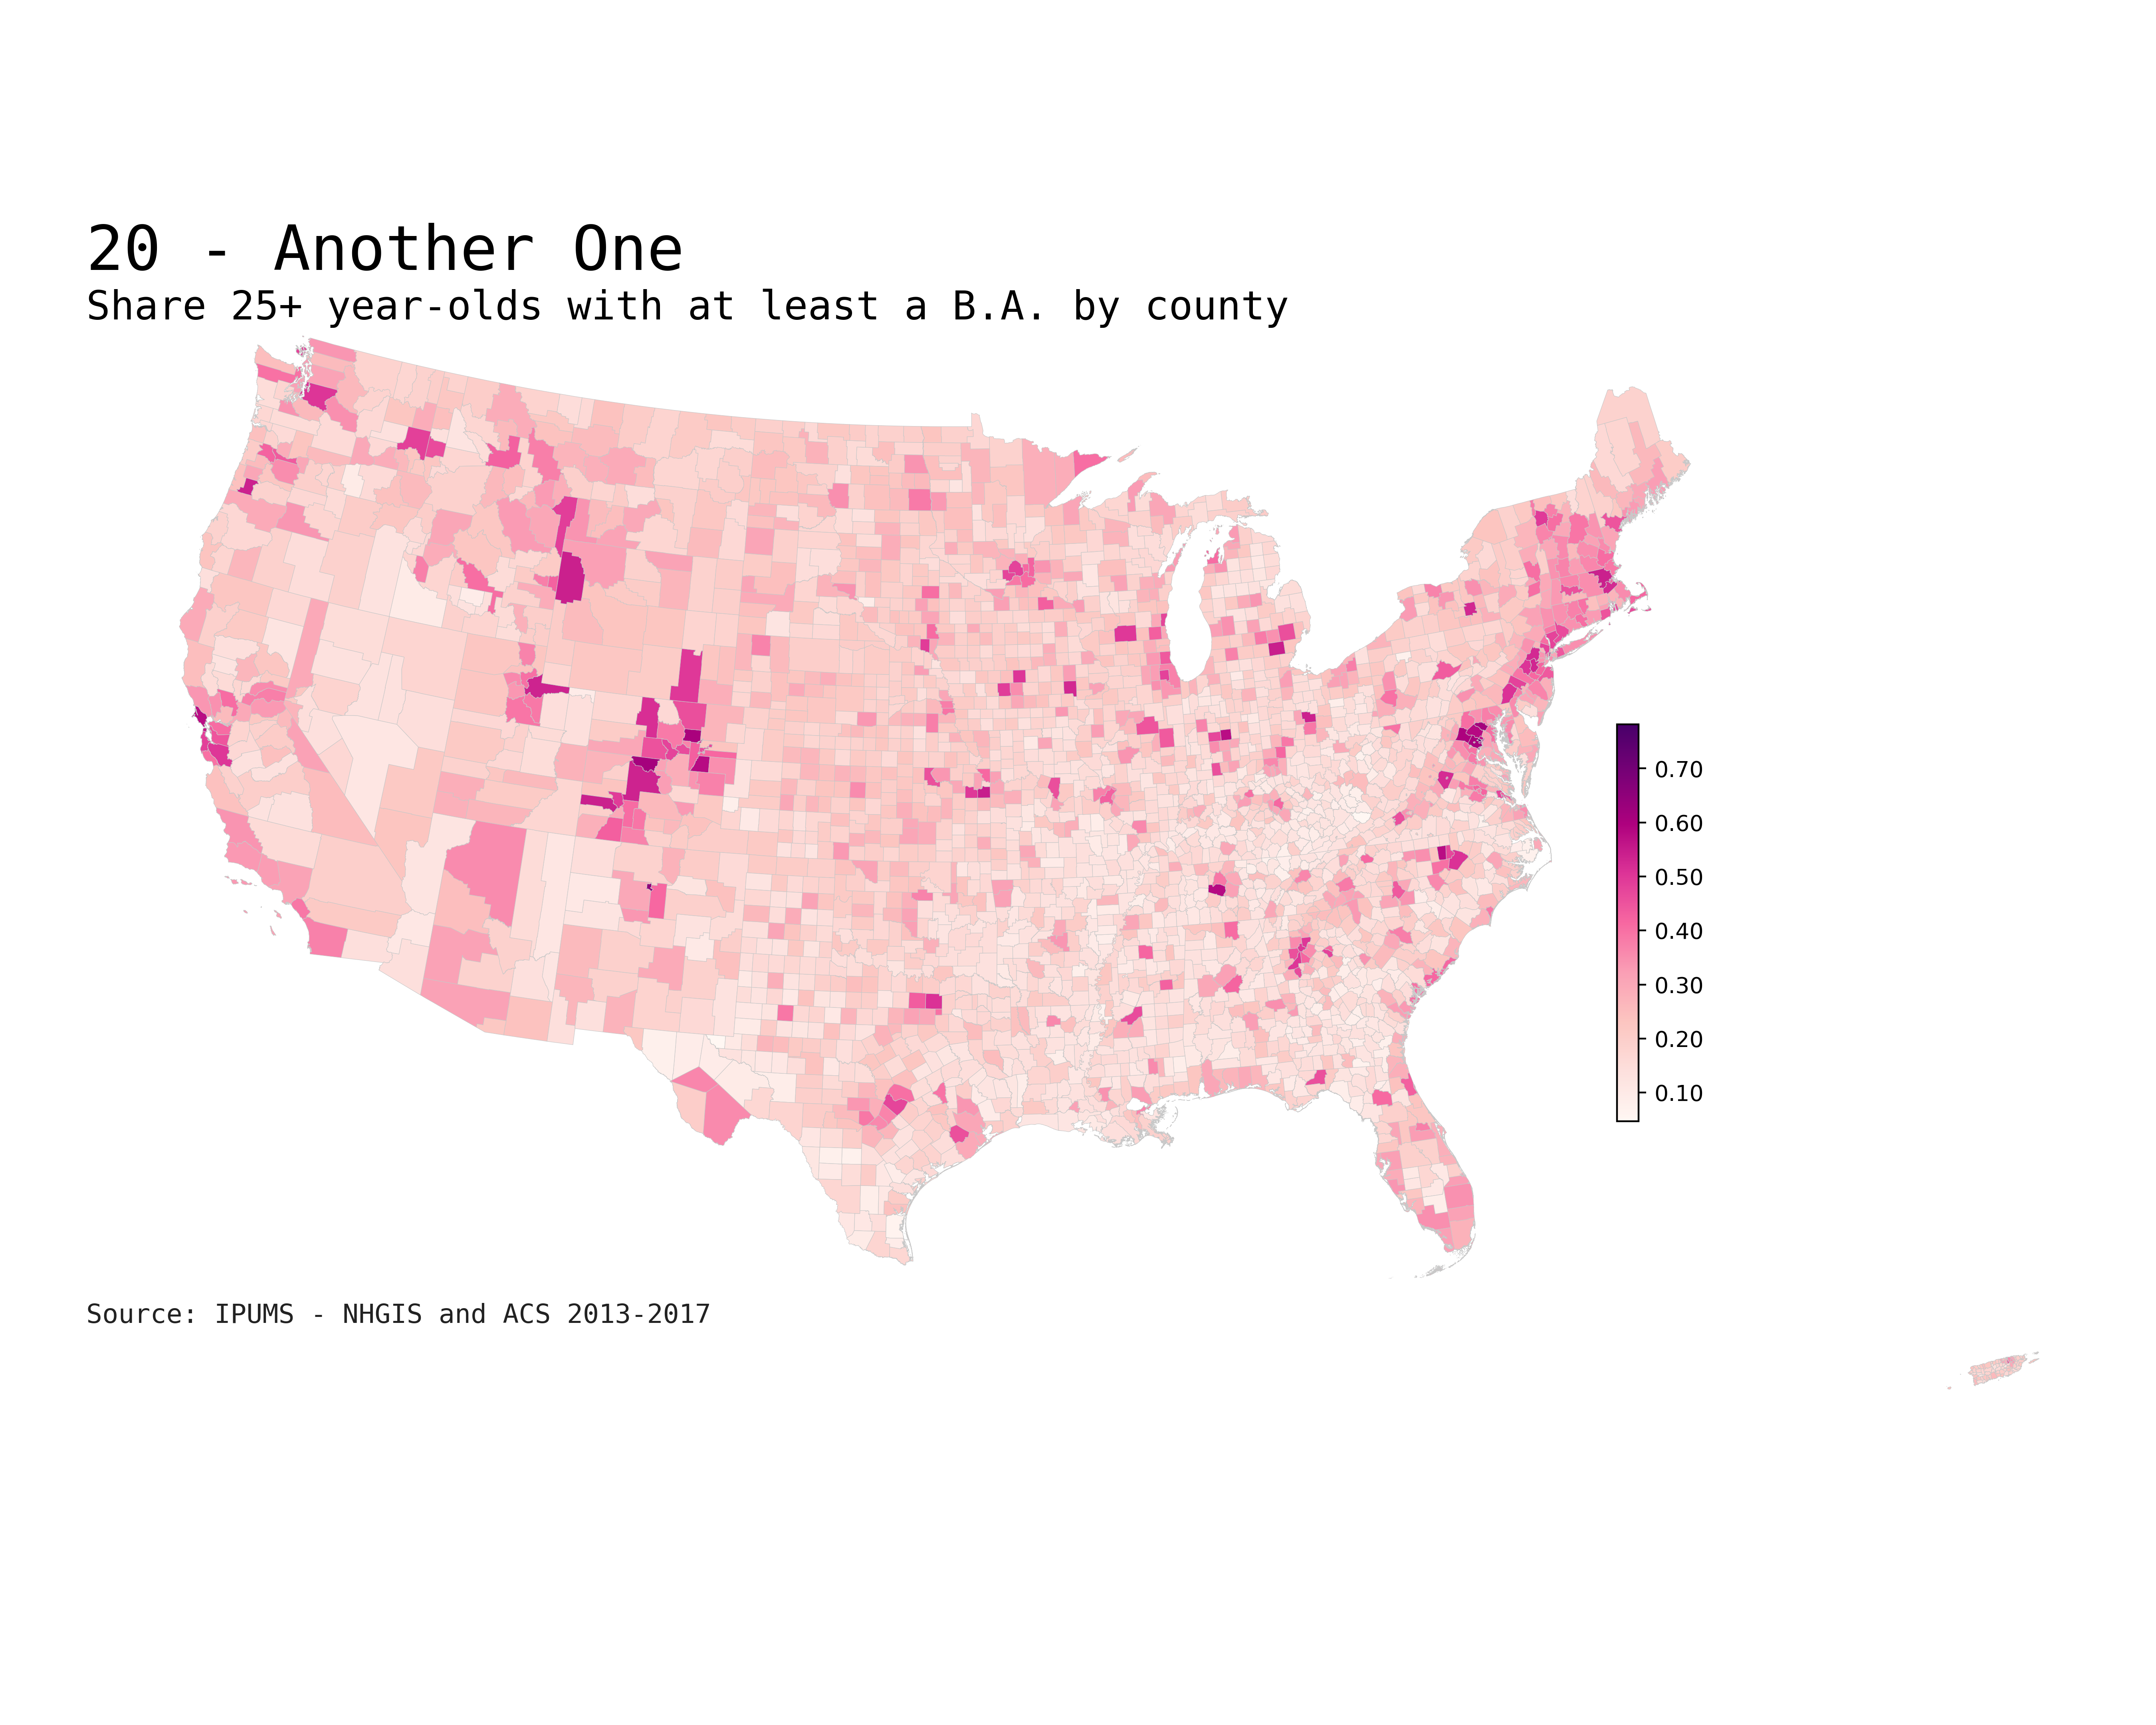 20 - Another One
Share 25+ year-olds with at least a B.A. by county
0.70
0.60
0.50
0.40
0.30
0.20
0.10
Source: IPUMS - NHGIS and ACS 2013-2017